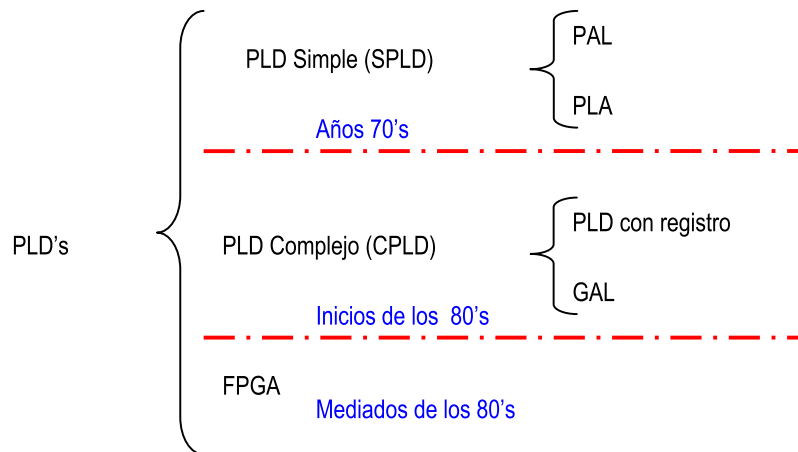 PLD's
PLD Simple (SPLD)
PAL
PLA
Años 70's
PLD Complejo (CPLD)
PLD con registro
GAL
Inicios de los 80's
FPGA
Mediados de los 80's